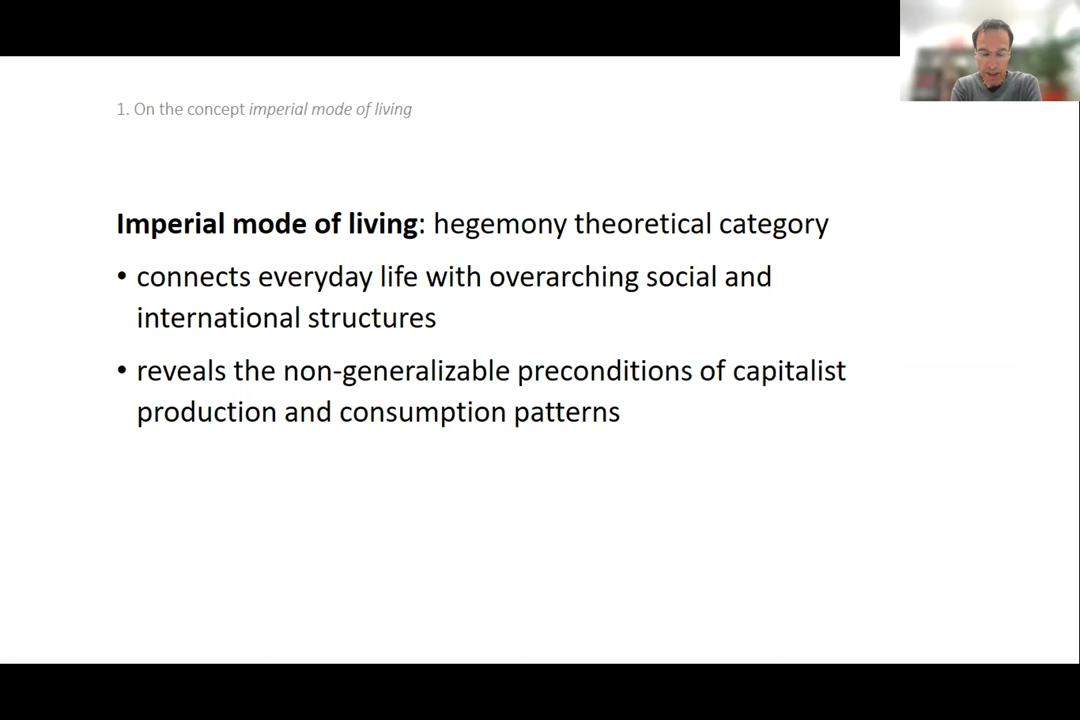 1. On the concept imperial mode of living
Imperial mode of living: hegemony theoretical category
• connects everyday life with overarching social and
international structures
• reveals the non-generalizable preconditions of capitalist
production and consumption patterns